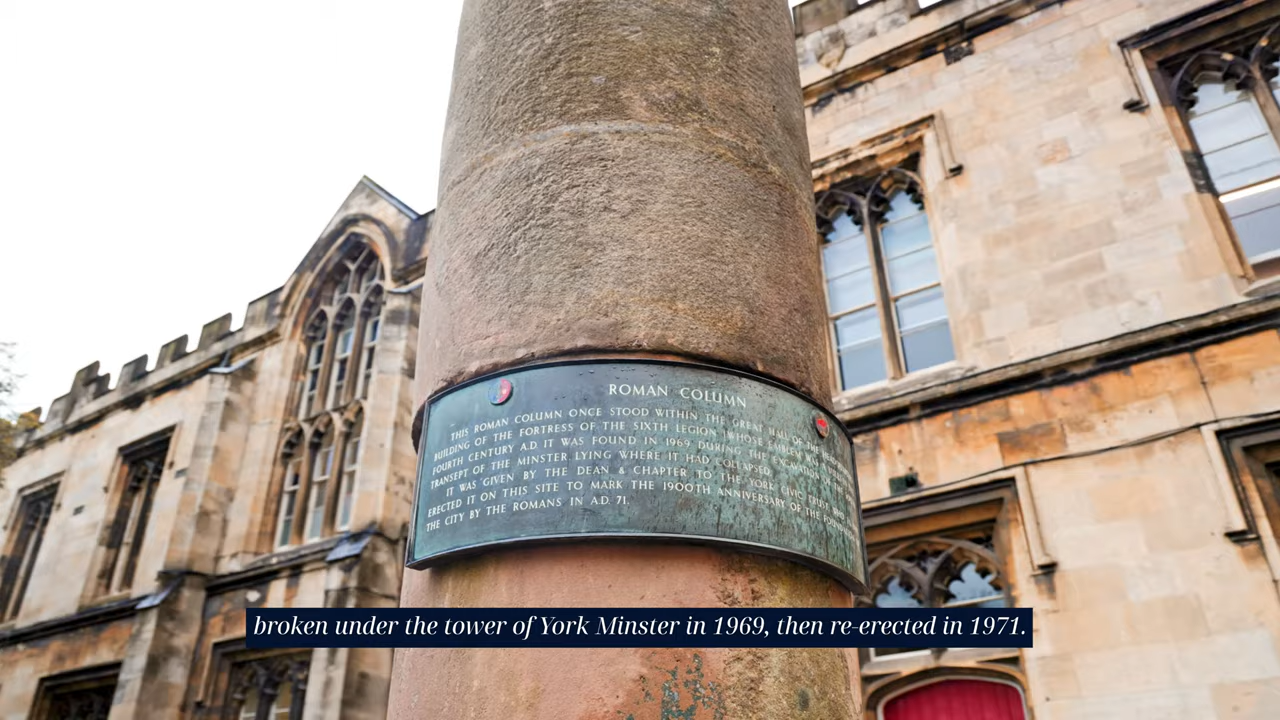 ROMAN COLUMN
THIS ROMAN COLUMN ONCE STOOD WITHIN THE GREAT HALL OF THE
BUILDING OF THE FORTRESS OF THE SIXTH LEGION WHOSE EMBLEM
FOURTH CENTURY A.D. IT WAS FOUND IN 1969 DURING THE EXCAVATION OF THE
TRANSEPT OF THE MINSTER LYING WHERE IT HAD COLLAPSED.
IT WAS GIVEN BY THE DEAN & CHAPTER TO THE YORK CIVIC TRUST
ERECTED IT ON THIS SITE TO MARK THE 1900TH ANNIVERSARY OF THE
THE CITY BY THE ROMANS IN A.D. 71.
broken under the tower of York Minster in 1969, then re-erected in 1971.